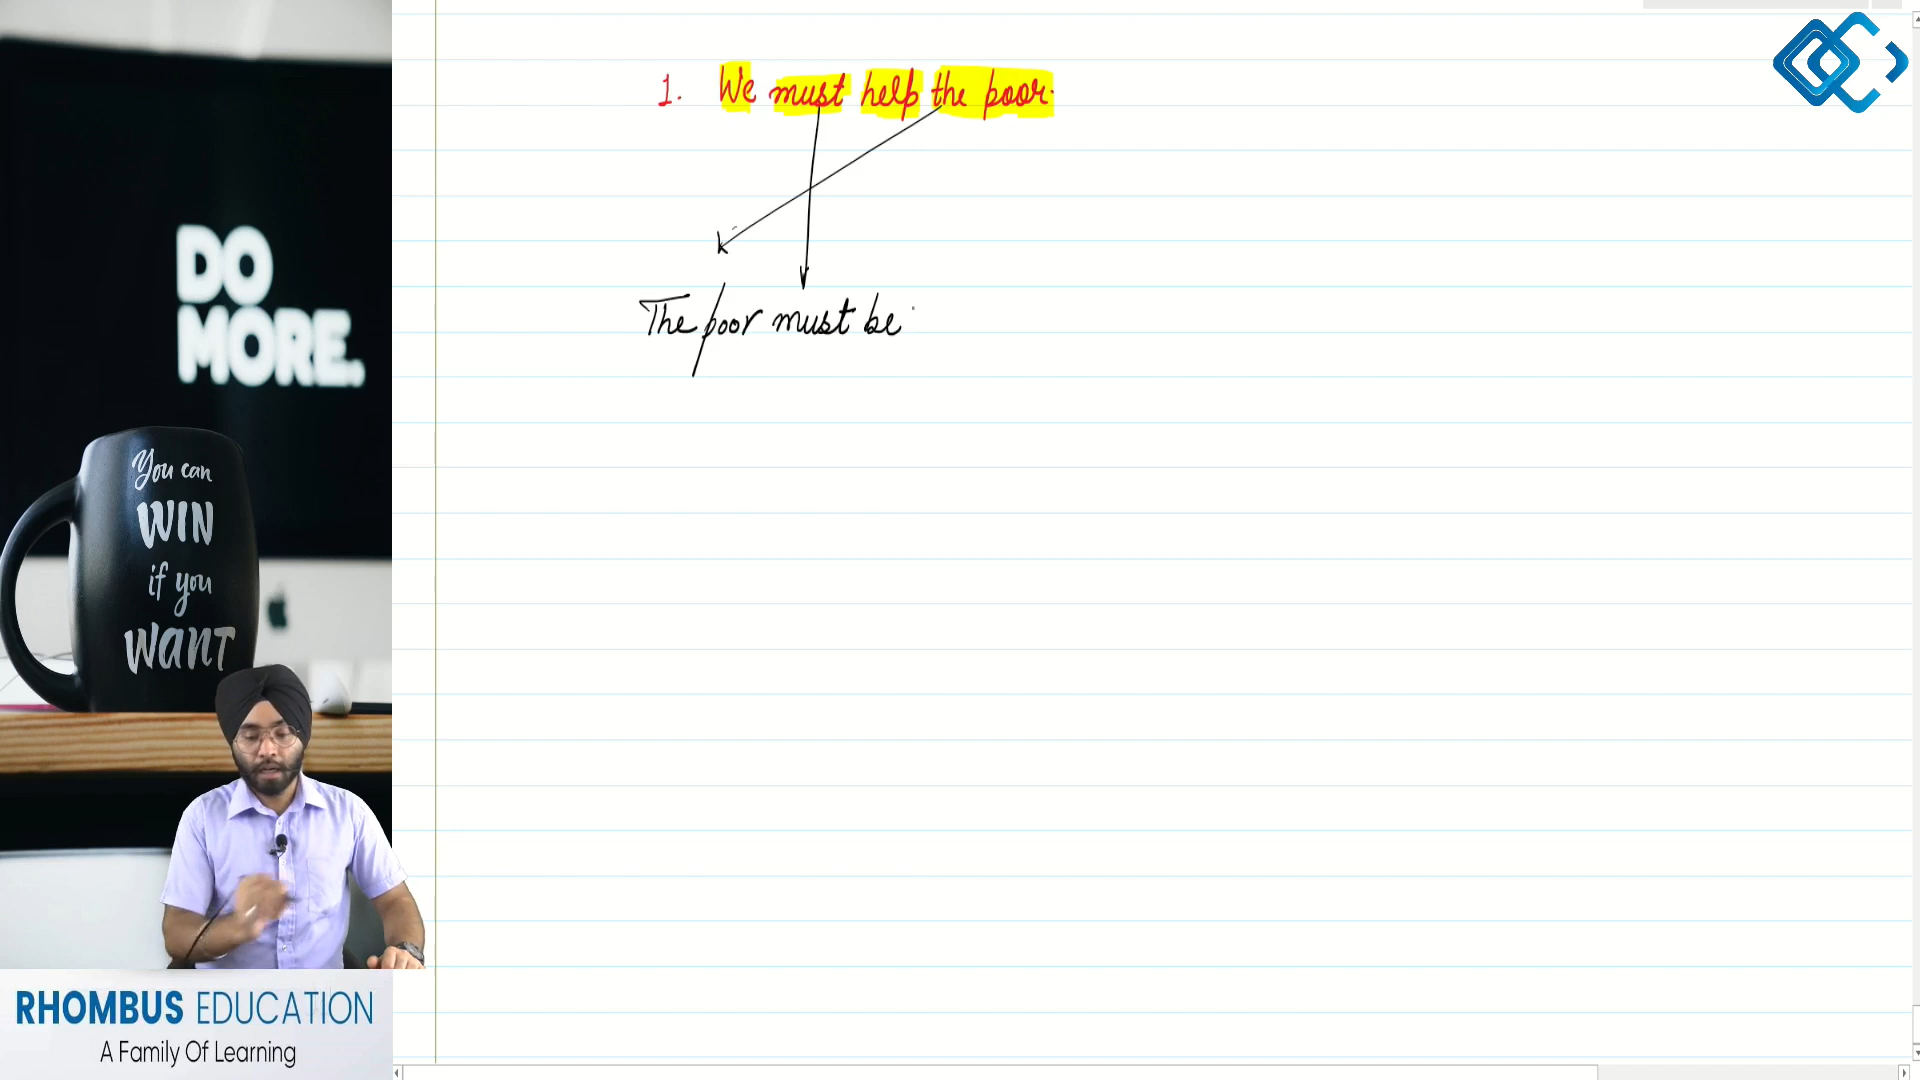 1. We must help the poor.
The poor must be
DO
MORE.
You can
WIN
if you
WANT
RHOMBUS EDUCATION
A Family Of Learning